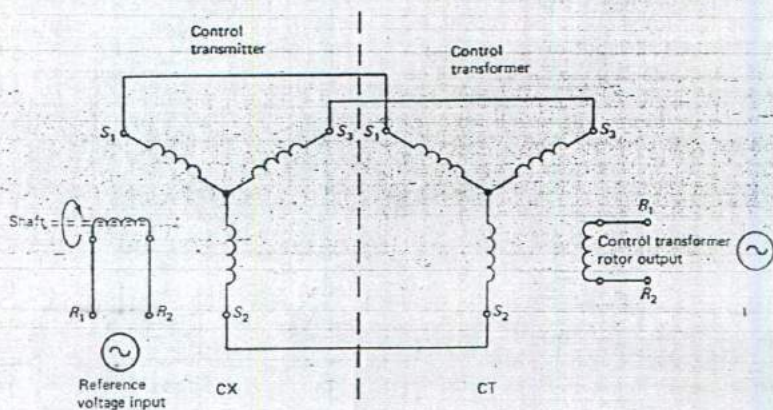 Control
transmitter
Control
transformer
S₁
S₃
S₁
S₃
Shaft
R₁
R₂
S₂
S₂
R₁
Control transformer
rotor output
R₂
Reference
voltage input
CX
CT